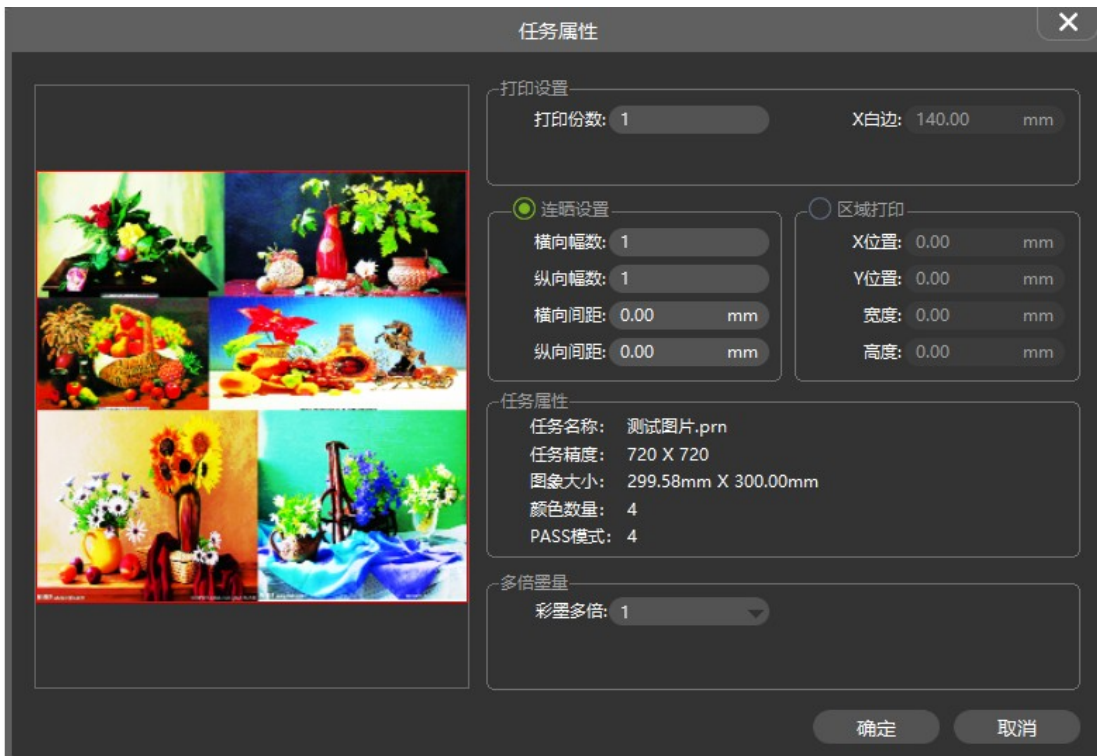 任务属性
打印设置
打印份数: 1 X白边: 140.00 mm
连晒设置 区域打印
横向幅数: 1 X位置: 0.00 mm
纵向幅数: 1 Y位置: 0.00 mm
横向间距: 0.00 mm 宽度: 0.00 mm
纵向间距: 0.00 mm 高度: 0.00 mm
任务属性
任务名称: 测试图片.prn
任务精度: 720 X 720
图象大小: 299.58mm X 300.00mm
颜色数量: 4
PASS模式: 4
多倍墨量
彩墨多倍: 1
确定 取消